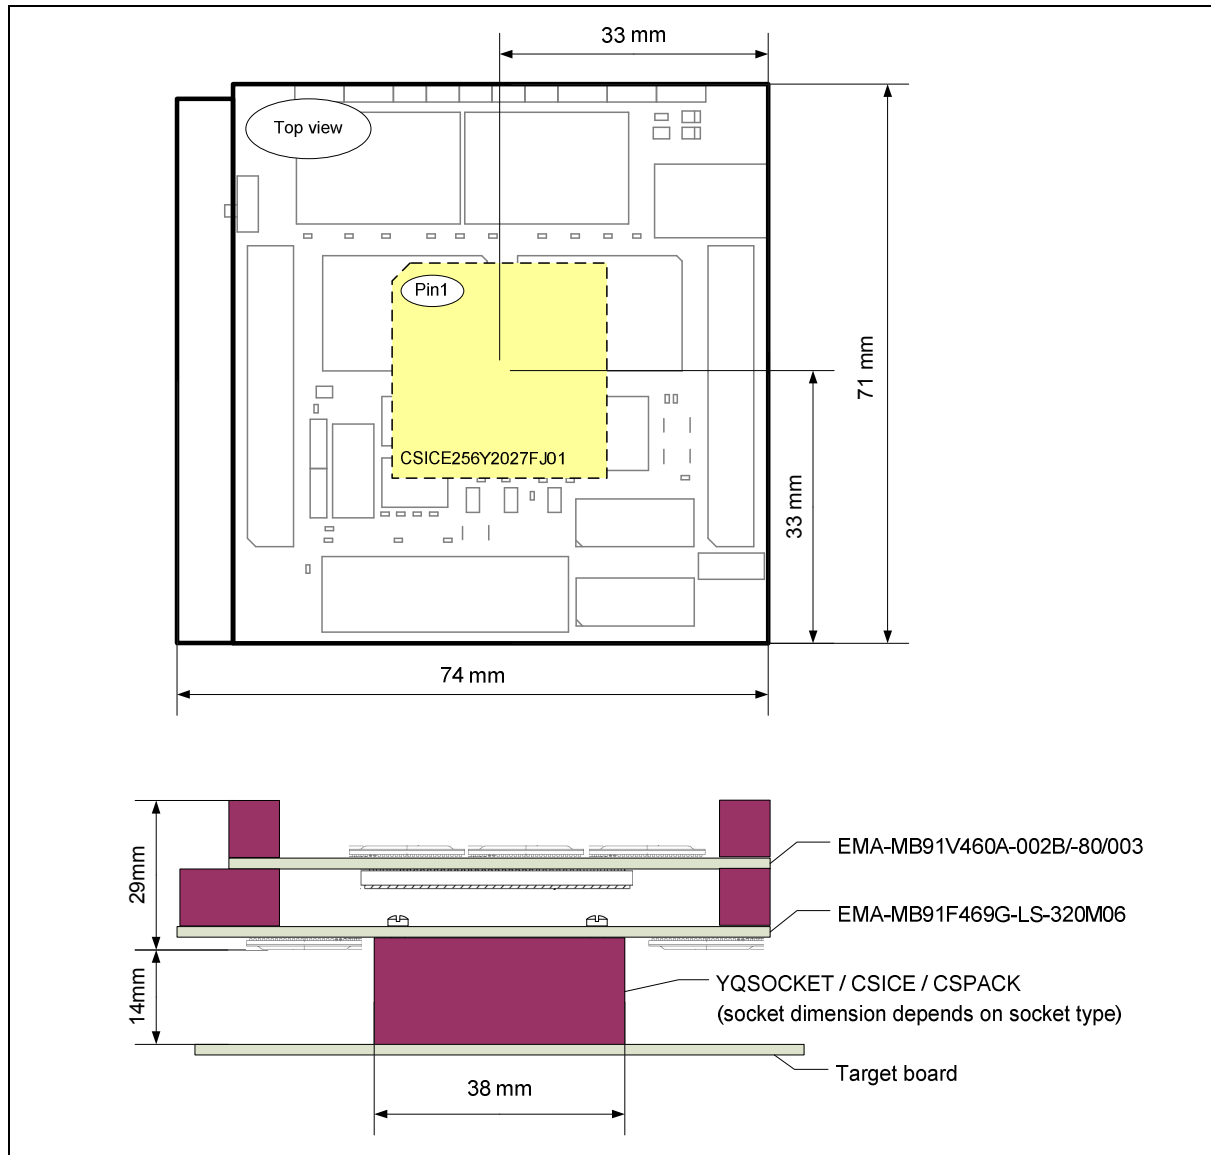 33 mm
Top view
Pin1
71 mm
CSICE256Y2027FJ01
33 mm
74 mm
29mm
EMA-MB91V460A-002B/-80/003
EMA-MB91F469G-LS-320M06
14mm
YQSOCKET / CSICE / CSPACK
(socket dimension depends on socket type)
Target board
38 mm